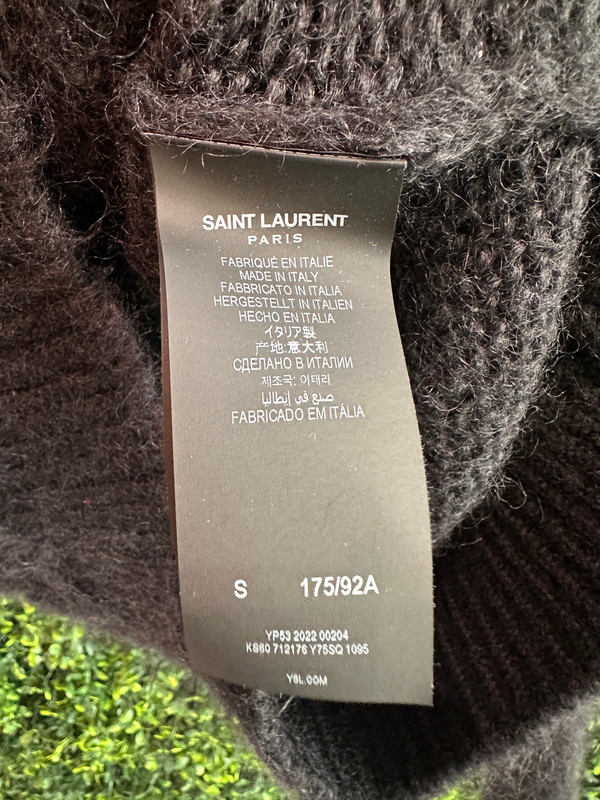 SAINT LAURENT
PARIS
FABRIQUÉ EN ITALIE
MADE IN ITALY
FABBRICATO IN ITALIA
HERGESTELLT IN ITALIEN
HECHO EN ITALIA
イタリア製
产地:意大利
СДЕЛАНО В ИТАЛИИ
제조국: 이태리
صنع في إيطاليا
FABRICADO EM ITÁLIA
S 175/92A
YP53 2022 00204
KS60 712176 Y75SQ 1095
YSL.COM